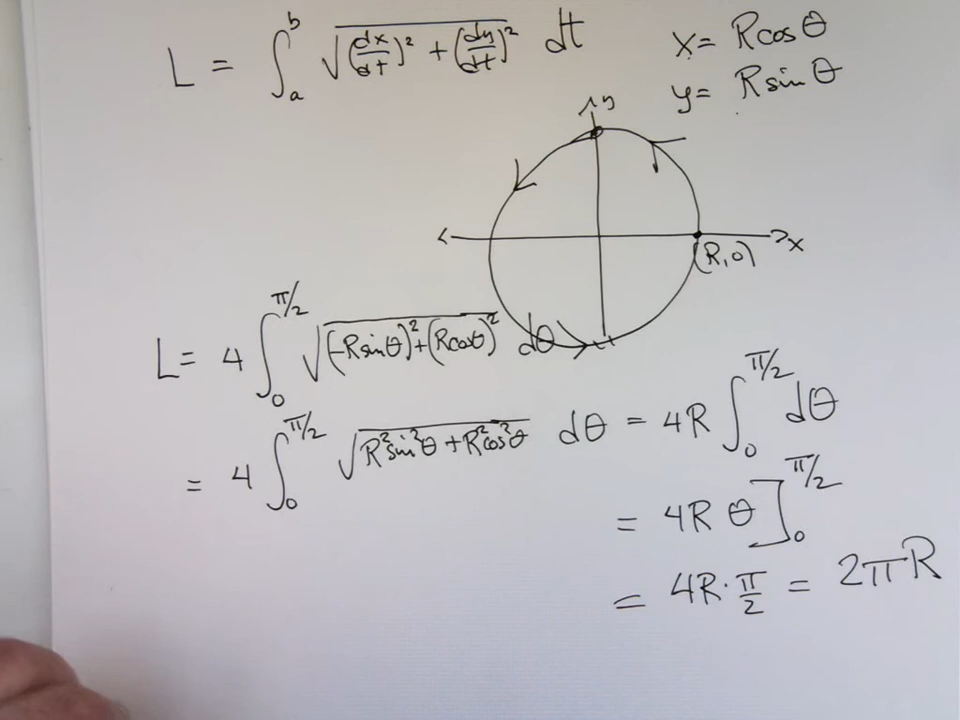 L = ∫_a^b √((dx/dt)² + (dy/dt)²) dt
x = R cos θ
y = R sin θ
y
x
(R,0)
L = 4 ∫_0^{π/2} √((-R sin θ)² + (R cos θ)²) dθ
= 4 ∫_0^{π/2} √(R² sin² θ + R² cos² θ) dθ = 4R ∫_0^{π/2} dθ
= 4R θ]_0^{π/2}
= 4R · π/2 = 2πR